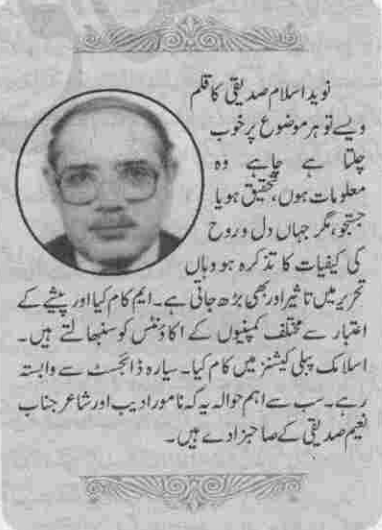 نوید اسلام صدیقی کا قلم
ویسے تو ہر موضوع پر خوب
چلتا ہے چاہے وہ
معلومات ہوں، تحقیق ہو یا
جستجو، مگر جہاں دل و روح
کی کیفیات کا تذکرہ ہو وہاں
تحریر میں تاثیر اور بھی بڑھ جاتی ہے۔ ایم کام کیا اور پیشے کے
اعتبار سے مختلف کمپنیوں کے اکاؤنٹس کو سنبھالتے ہیں۔
اسلامک پبلی کیشنز میں کام کیا۔ سیارہ ڈائجسٹ سے وابستہ
رہے۔ سب سے اہم حوالہ یہ کہ نامور ادیب اور شاعر جناب
نعیم صدیقی کے صاحبزادے ہیں۔